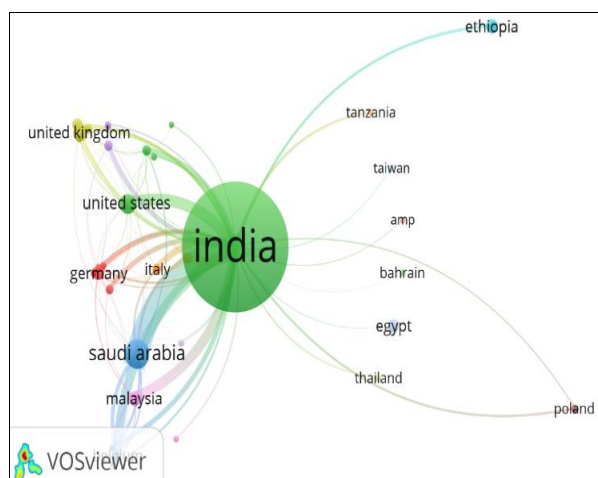 ethiopia
tanzania
united kingdom
taiwan
united states
amp
india
germany
italy
bahrain
egypt
saudi arabia
thailand
malaysia
poland
belgium
VOSviewer